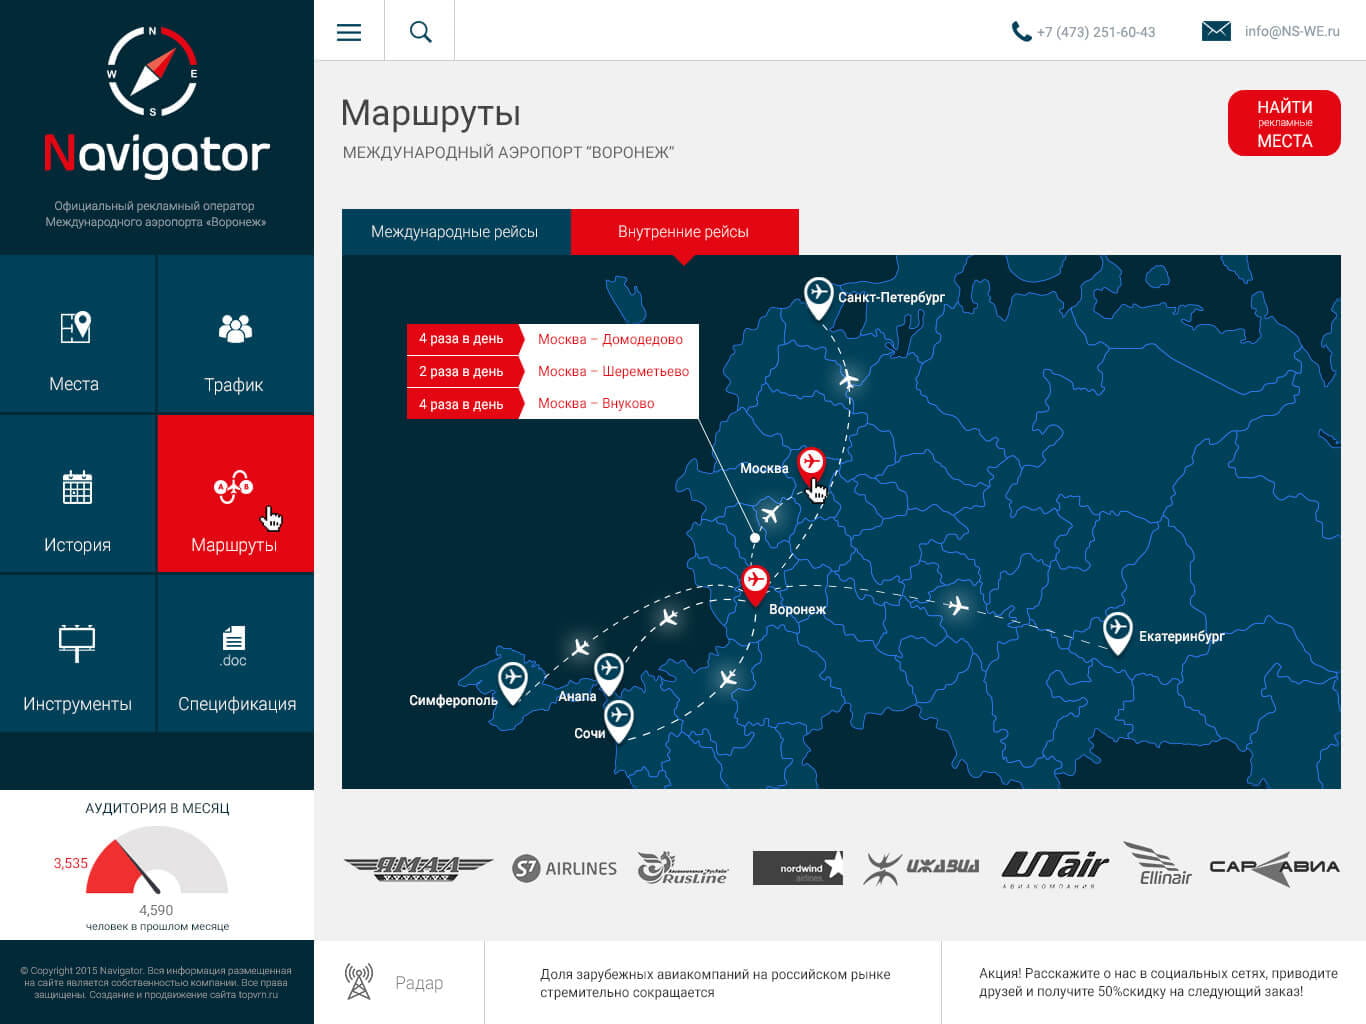 N
W
E
S
Navigator
Официальный рекламный оператор
Международного аэропорта «Воронеж»
Места
Трафик
История
A
B
Маршруты
Инструменты
.doc
Спецификация
АУДИТОРИЯ В МЕСЯЦ
3,535
4,590
человек в прошлом месяце
© Copyright 2015 Navigator. Вся информация размещенная
на сайте является собственностью компании. Все права
защищены. Создание и продвижение сайта topvrn.ru
+7 (473) 251-60-43
info@NS-WE.ru
Маршруты
МЕЖДУНАРОДНЫЙ АЭРОПОРТ “ВОРОНЕЖ”
НАЙТИ
рекламные
МЕСТА
Международные рейсы
Внутренние рейсы
Санкт-Петербург
4 раза в день Москва – Домодедово
2 раза в день Москва – Шереметьево
4 раза в день Москва – Внуково
Москва
Воронеж
Екатеринбург
Симферополь
Анапа
Сочи
ЯМАЛ
S7 AIRLINES
RusLine
nordwind
airlines
ИЖАВИА
UTair
АВИАКОМПАНИЯ
Ellinair
САРАВИА
Радар
Доля зарубежных авиакомпаний на российском рынке
стремительно сокращается
Акция! Расскажите о нас в социальных сетях, приводите
друзей и получите 50%скидку на следующий заказ!